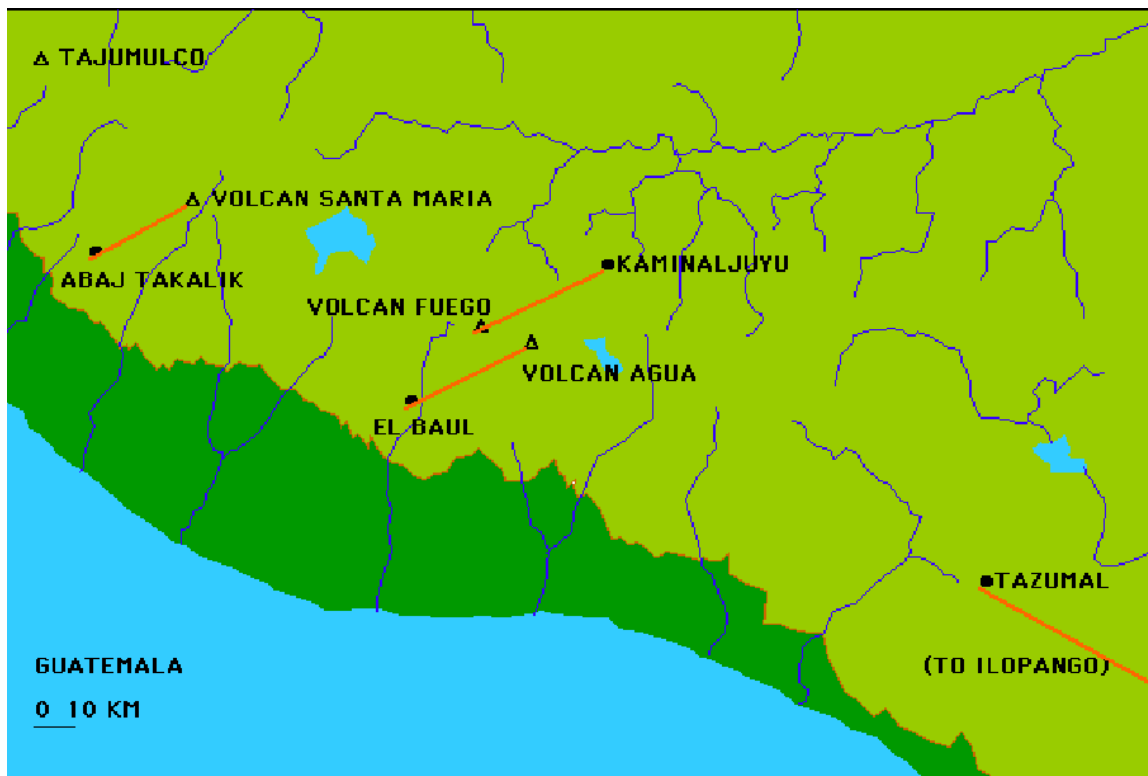 TAJUMULCO
VOLCAN SANTA MARIA
ABAJ TAKALIK
KAMINALJUYU
VOLCAN FUEGO
VOLCAN AGUA
EL BAUL
TAZUMAL
(TO ILOPANGO)
GUATEMALA
0 10 KM